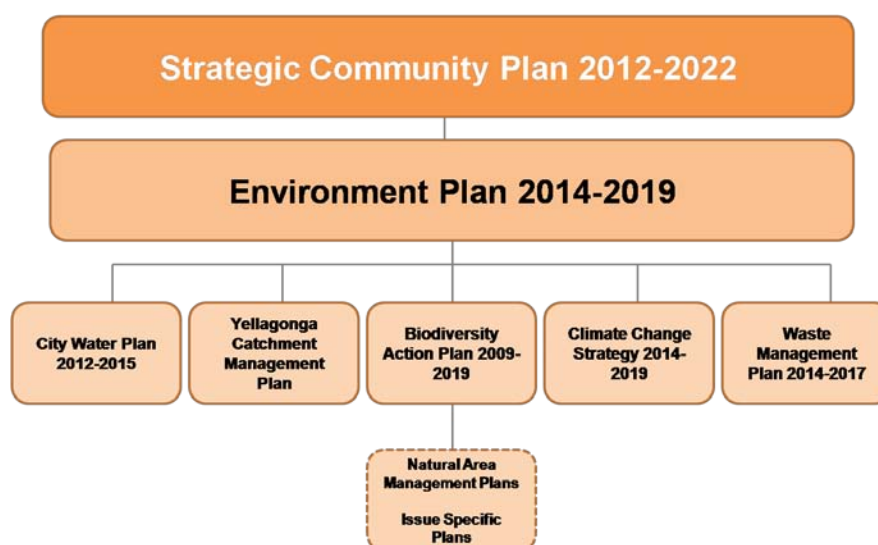 Strategic Community Plan 2012-2022
Environment Plan 2014-2019
City Water Plan
2012-2015
Yellagonga
Catchment
Management
Plan
Biodiversity
Action Plan 2009-
2019
Climate Change
Strategy 2014-
2019
Waste
Management
Plan 2014-2017
Natural Area
Management Plans
Issue Specific
Plans